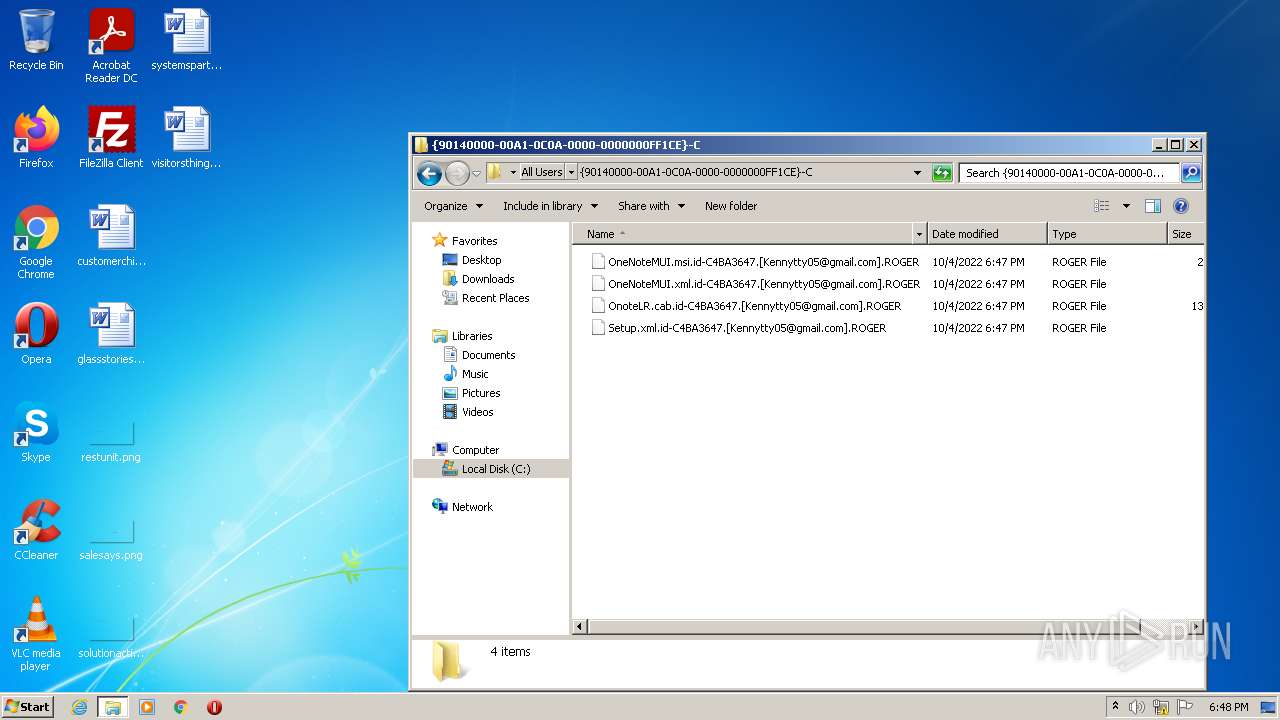 Recycle Bin
Acrobat
Reader DC
systemspart...
Firefox
FileZilla Client
visitorsthing...
Google
Chrome
customerchi...
Opera
glassstories...
Skype
restunit.png
CCleaner
salesays.png
VLC media
player
solutionacti...
{90140000-00A1-0C0A-0000-0000000FF1CE}-C
All Users
{90140000-00A1-0C0A-0000-0000000FF1CE}-C
Search {90140000-00A1-0C0A-0000-0...
Organize
Include in library
Share with
New folder
Favorites
Desktop
Downloads
Recent Places
Libraries
Documents
Music
Pictures
Videos
Computer
Local Disk (C:)
Network
Name Date modified Type Size
OneNoteMUI.msi.id-C4BA3647.[Kennytty05@gmail.com].ROGER 10/4/2022 6:47 PM ROGER File 2
OneNoteMUI.xml.id-C4BA3647.[Kennytty05@gmail.com].ROGER 10/4/2022 6:47 PM ROGER File
OnoteLR.cab.id-C4BA3647.[Kennytty05@gmail.com].ROGER 10/4/2022 6:47 PM ROGER File 13
Setup.xml.id-C4BA3647.[Kennytty05@gmail.com].ROGER 10/4/2022 6:47 PM ROGER File
4 items
ANY RUN
Start
6:48 PM